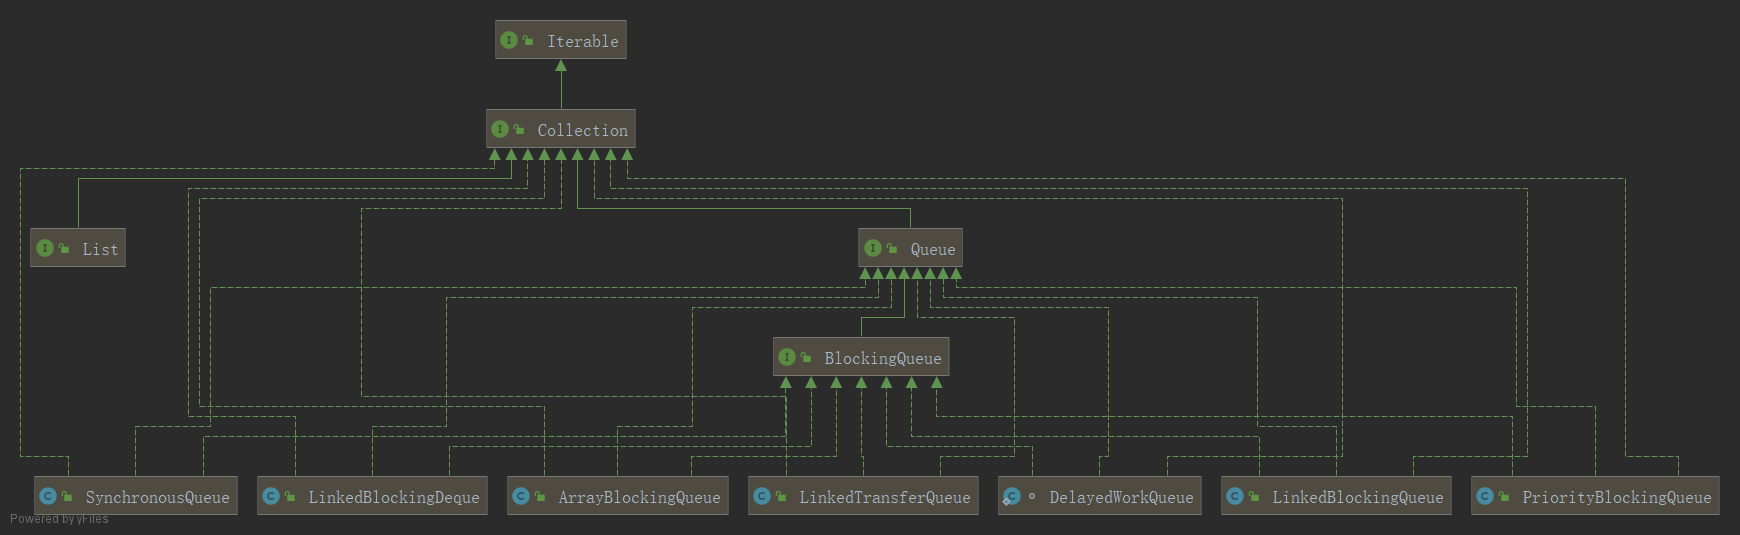 I Iterable
I Collection
I List
I Queue
I BlockingQueue
C SynchronousQueue
C LinkedBlockingDeque
C ArrayBlockingQueue
C LinkedTransferQueue
C DelayedWorkQueue
C LinkedBlockingQueue
C PriorityBlockingQueue
Powered by yFiles